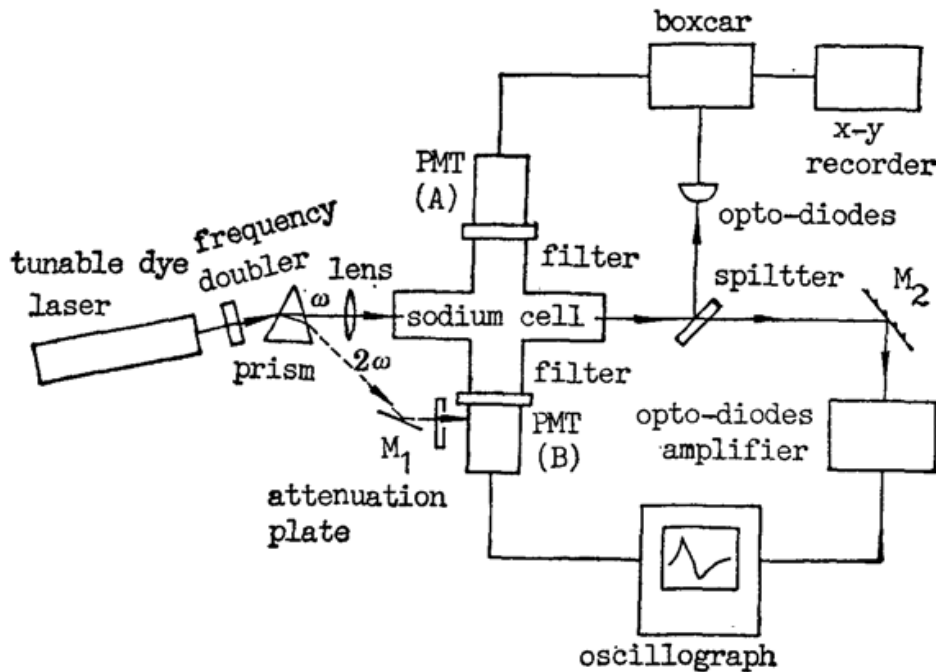 boxcar
x-y
recorder
PMT
(A)
opto-diodes
frequency
doubler
tunable dye
laser
lens
filter
spiltter
M2
ω
sodium cell
prism
2ω
filter
M1
PMT
(B)
opto-diodes
amplifier
attenuation
plate
oscillograph